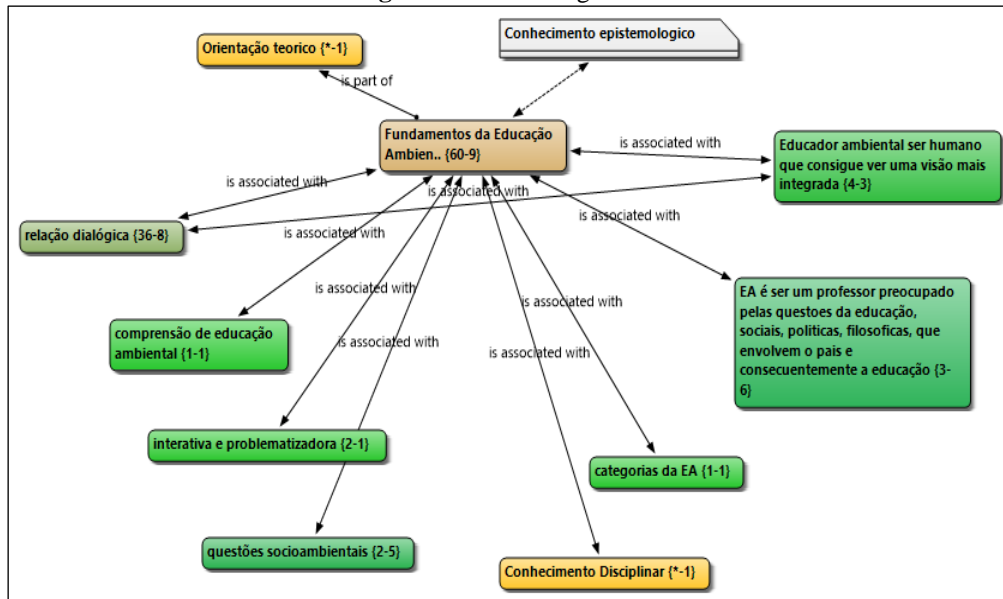 g
Orientação teorico {*-1}
Conhecimento epistemologico
is part of
Fundamentos da Educação
Ambien.. {60-9}
is associated with
Educador ambiental ser humano
que consigue ver uma visão mais
integrada {4-3}
is associated with
is associated with
is associated with
relação dialógica {36-8}
is associated with
EA é ser um professor preocupado
pelas questoes da educação,
sociais, politicas, filosoficas, que
envolvem o pais e
consecuentemente a educação {3-
6}
is associated with
is associated with
comprensão de educação
ambiental {1-1}
is associated with
is associated with
interativa e problematizadora {2-1}
categorias da EA {1-1}
questões socioambientais {2-5}
Conhecimento Disciplinar {*-1}